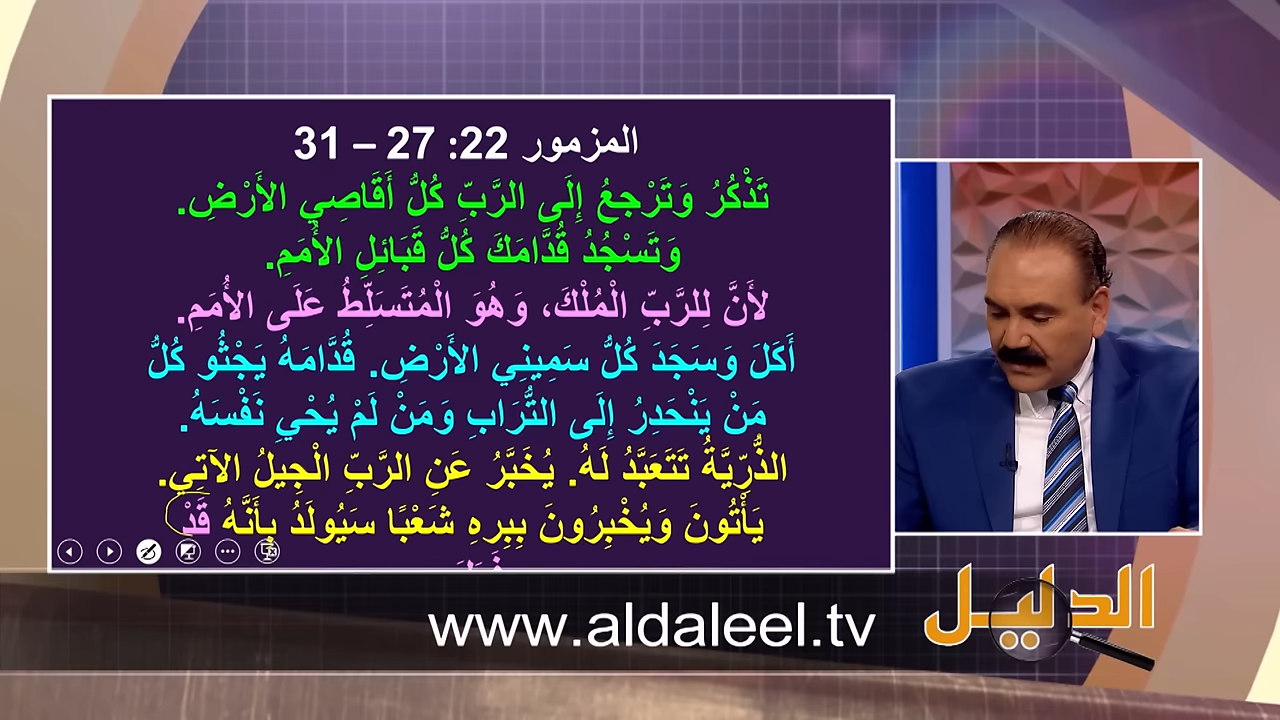 المزمور 22: 27 – 31
تَذْكُرُ وَتَرْجعُ إِلَى الرَّبِّ كُلُّ أَقَاصِي الأَرْضِ.
وَتَسْجُدُ قُدَّامَكَ كُلُّ قَبَائِلِ الأُمَمِ.
لأَنَّ لِلرَّبِّ الْمُلْكَ، وَهُوَ الْمُتَسَلِّطُ عَلَى الأُمَمِ.
أَكَلَ وَسَجَدَ كُلُّ سَمِينِي الأَرْضِ. قُدَّامَهُ يَجْثُو كُلُّ
مَنْ يَنْحَدِرُ إِلَى التُّرَابِ وَمَنْ لَمْ يُحْيِ نَفْسَهُ.
الذُّرِّيَّةُ تَتَعَبَّدُ لَهُ. يُخَبَّرُ عَنِ الرَّبِّ الْجِيلُ الآتِي.
يَأْتُونَ وَيُخْبِرُونَ بِبِرِهِ شَعْبًا سَيُولَدُ بِأَنَّهُ قَدْ
www.aldaleel.tv
الدليل